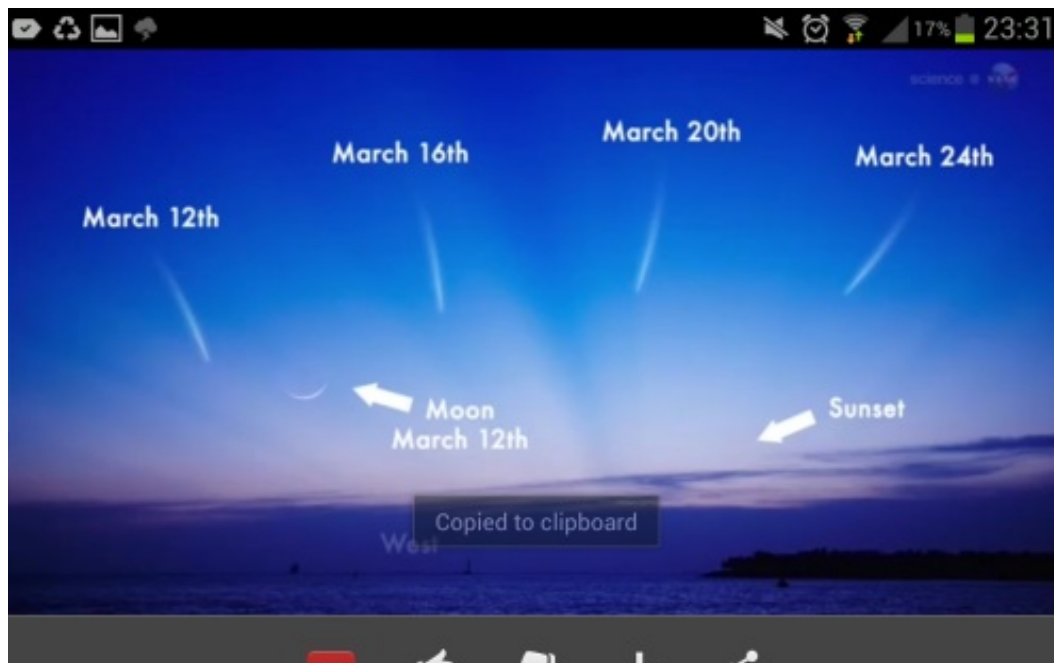 17% 23:31
science @ NASA
March 20th
March 16th
March 24th
March 12th
Sunset
Moon
March 12th
Copied to clipboard
West